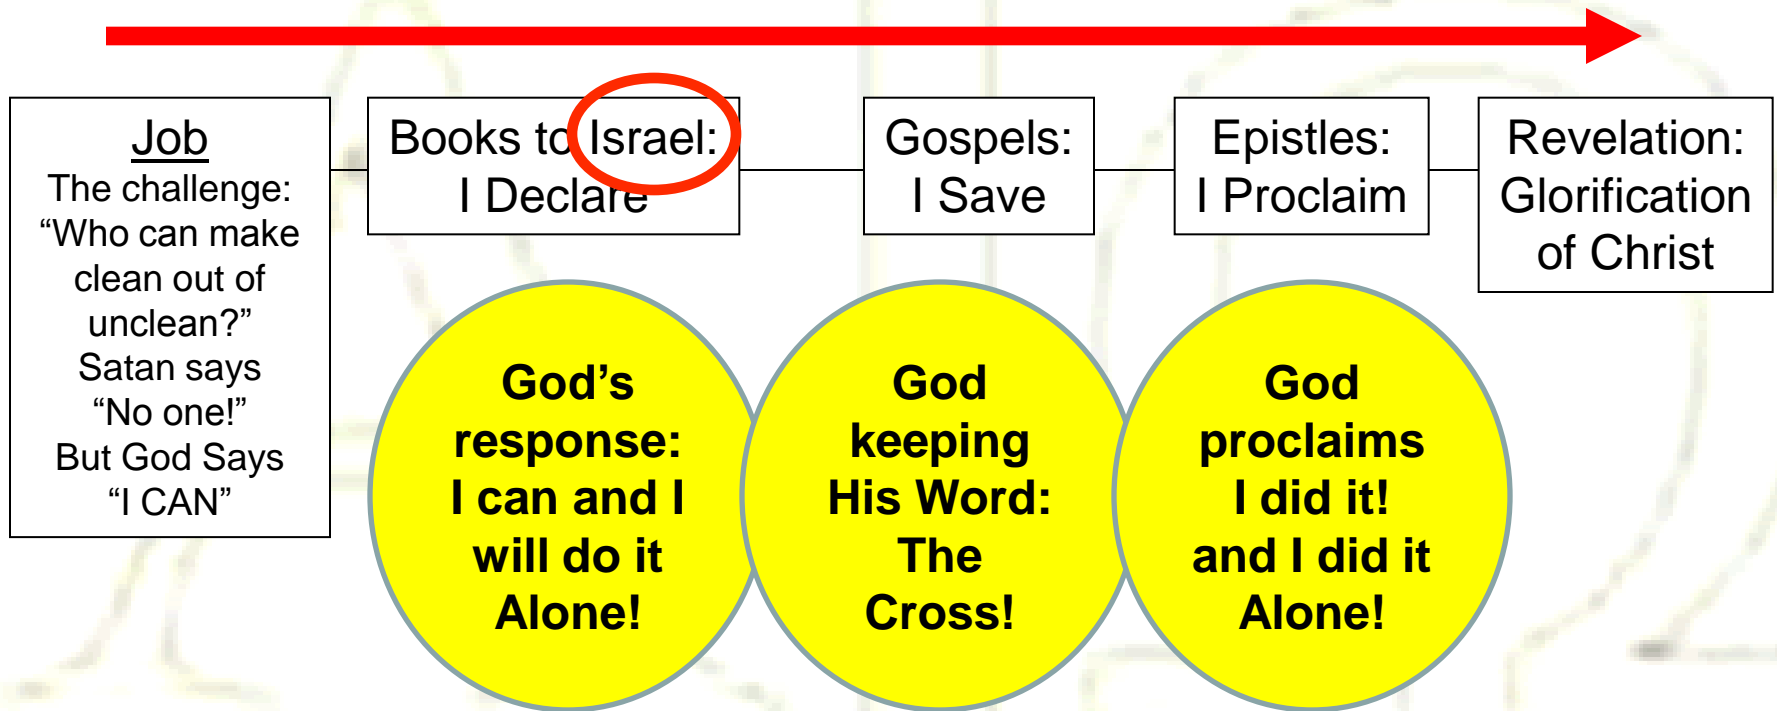 Job
The challenge:
“Who can make
clean out of
unclean?”
Satan says
“No one!”
But God Says
“I CAN”
Books to Israel:
I Declare
Gospels:
I Save
Epistles:
I Proclaim
Revelation:
Glorification
of Christ
God’s
response:
I can and I
will do it
Alone!
God
keeping
His Word:
The
Cross!
God
proclaims
I did it!
and I did it
Alone!